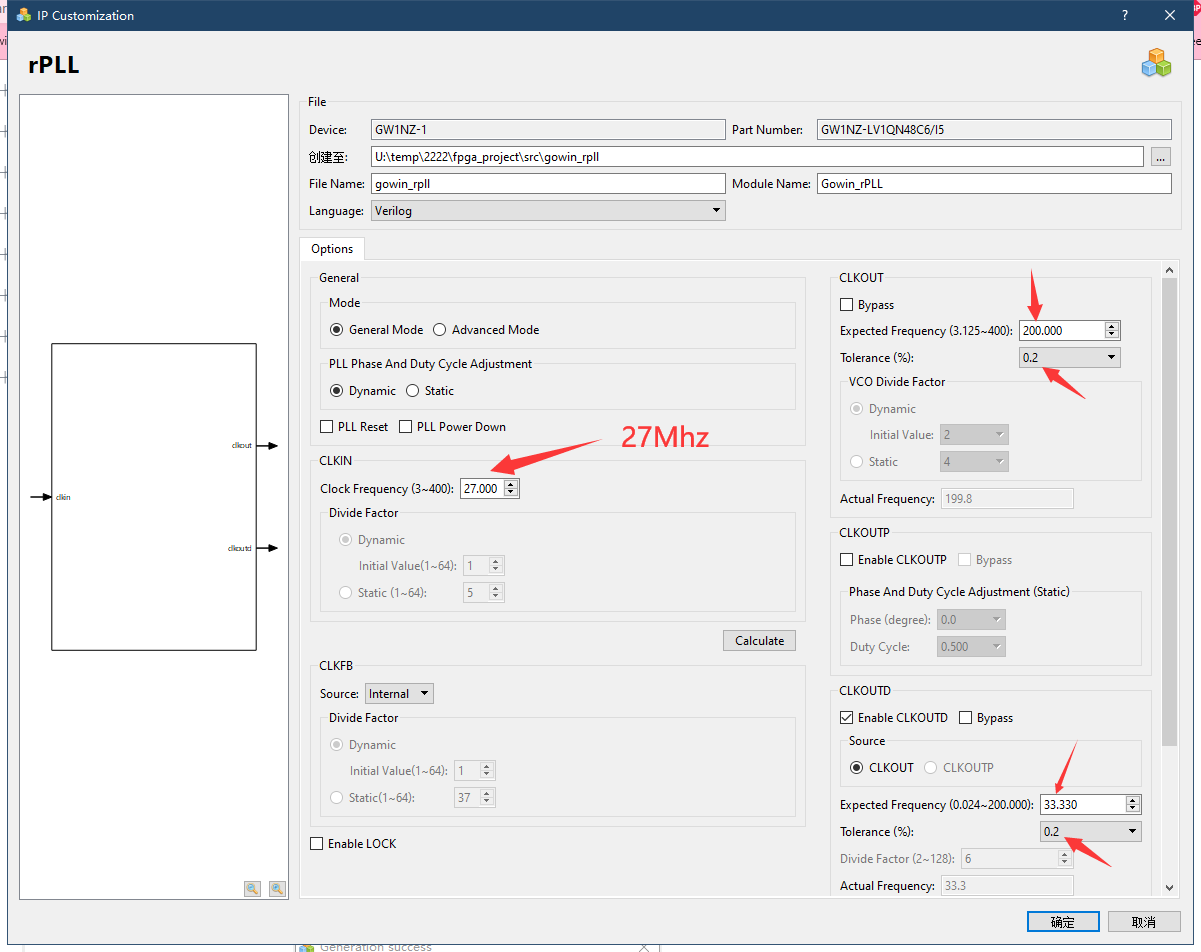 IP Customization
?
rPLL
File
Device: GW1NZ-1 Part Number: GW1NZ-LV1QN48C6/I5
创建至: U:\temp\2222\fpga_project\src\gowin_rpll ...
File Name: gowin_rpll Module Name: Gowin_rPLL
Language: Verilog
Options
clkin
clkout
clkoutd
General
Mode
General Mode Advanced Mode
PLL Phase And Duty Cycle Adjustment
Dynamic Static
PLL Reset PLL Power Down
27Mhz
CLKIN
Clock Frequency (3~400): 27.000
Divide Factor
Dynamic
Initial Value(1~64): 1
Static (1~64): 5
Calculate
CLKFB
Source: Internal
Divide Factor
Dynamic
Initial Value(1~64): 1
Static(1~64): 37
Enable LOCK
CLKOUT
Bypass
Expected Frequency (3.125~400): 200.000
Tolerance (%): 0.2
VCO Divide Factor
Dynamic
Initial Value: 2
Static 4
Actual Frequency: 199.8
CLKOUTP
Enable CLKOUTP Bypass
Phase And Duty Cycle Adjustment (Static)
Phase (degree): 0.0
Duty Cycle: 0.500
CLKOUTD
Enable CLKOUTD Bypass
Source
CLKOUT CLKOUTP
Expected Frequency (0.024~200.000): 33.330
Tolerance (%): 0.2
Divide Factor (2~128): 6
Actual Frequency: 33.3
确定 取消
Generation success